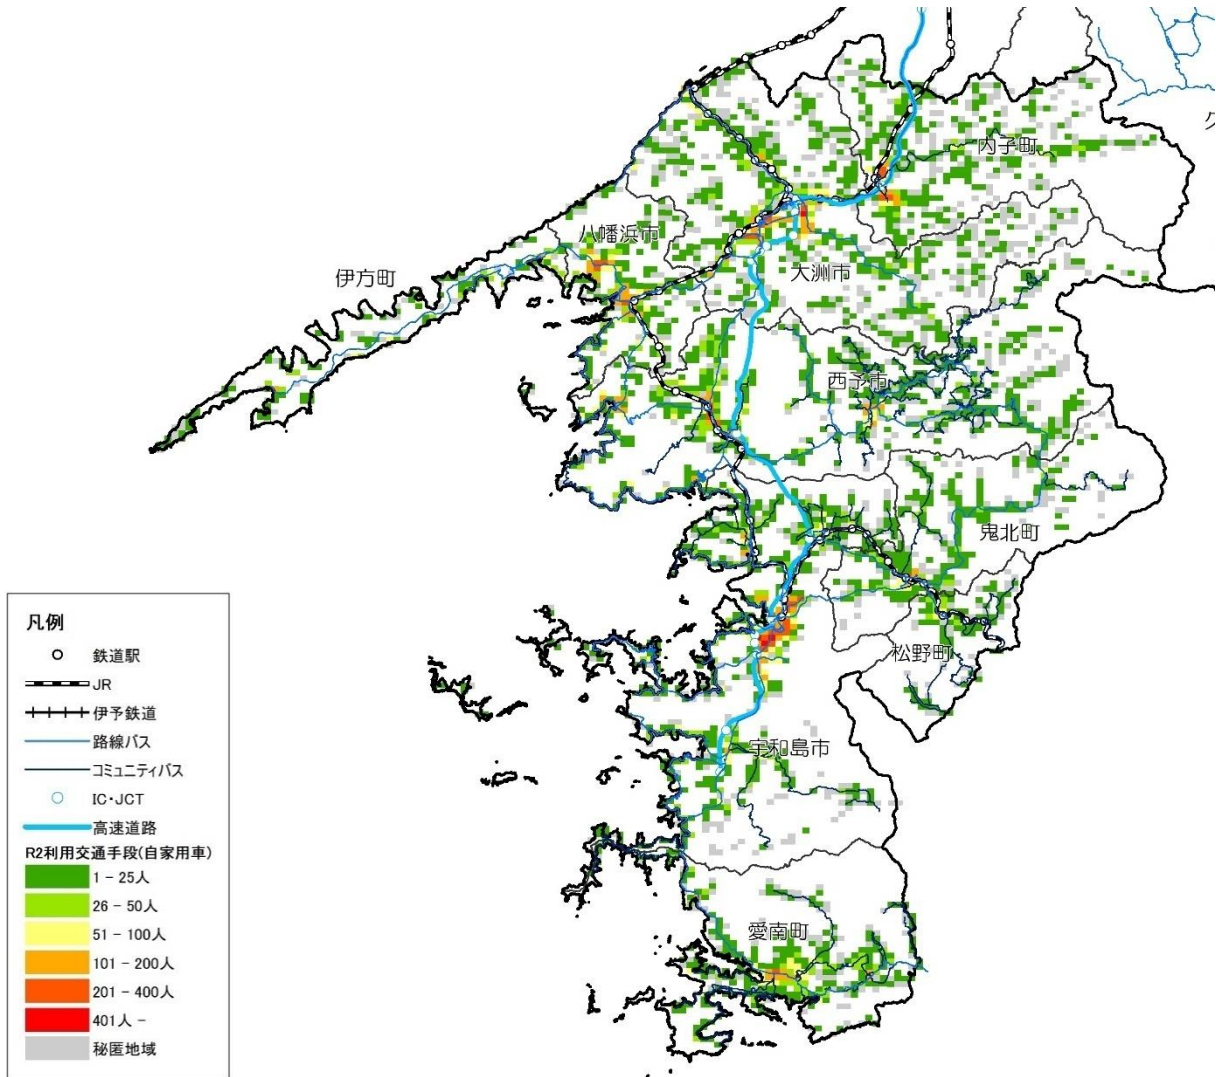 内子町
八幡浜市
伊方町
大洲市
西予市
鬼北町
松野町
宇和島市
愛南町
凡例
鉄道駅
JR
伊予鉄道
路線バス
コミュニティバス
IC・JCT
高速道路
R2利用交通手段(自家用車)
1 - 25人
26 - 50人
51 - 100人
101 - 200人
201 - 400人
401人 -
秘匿地域